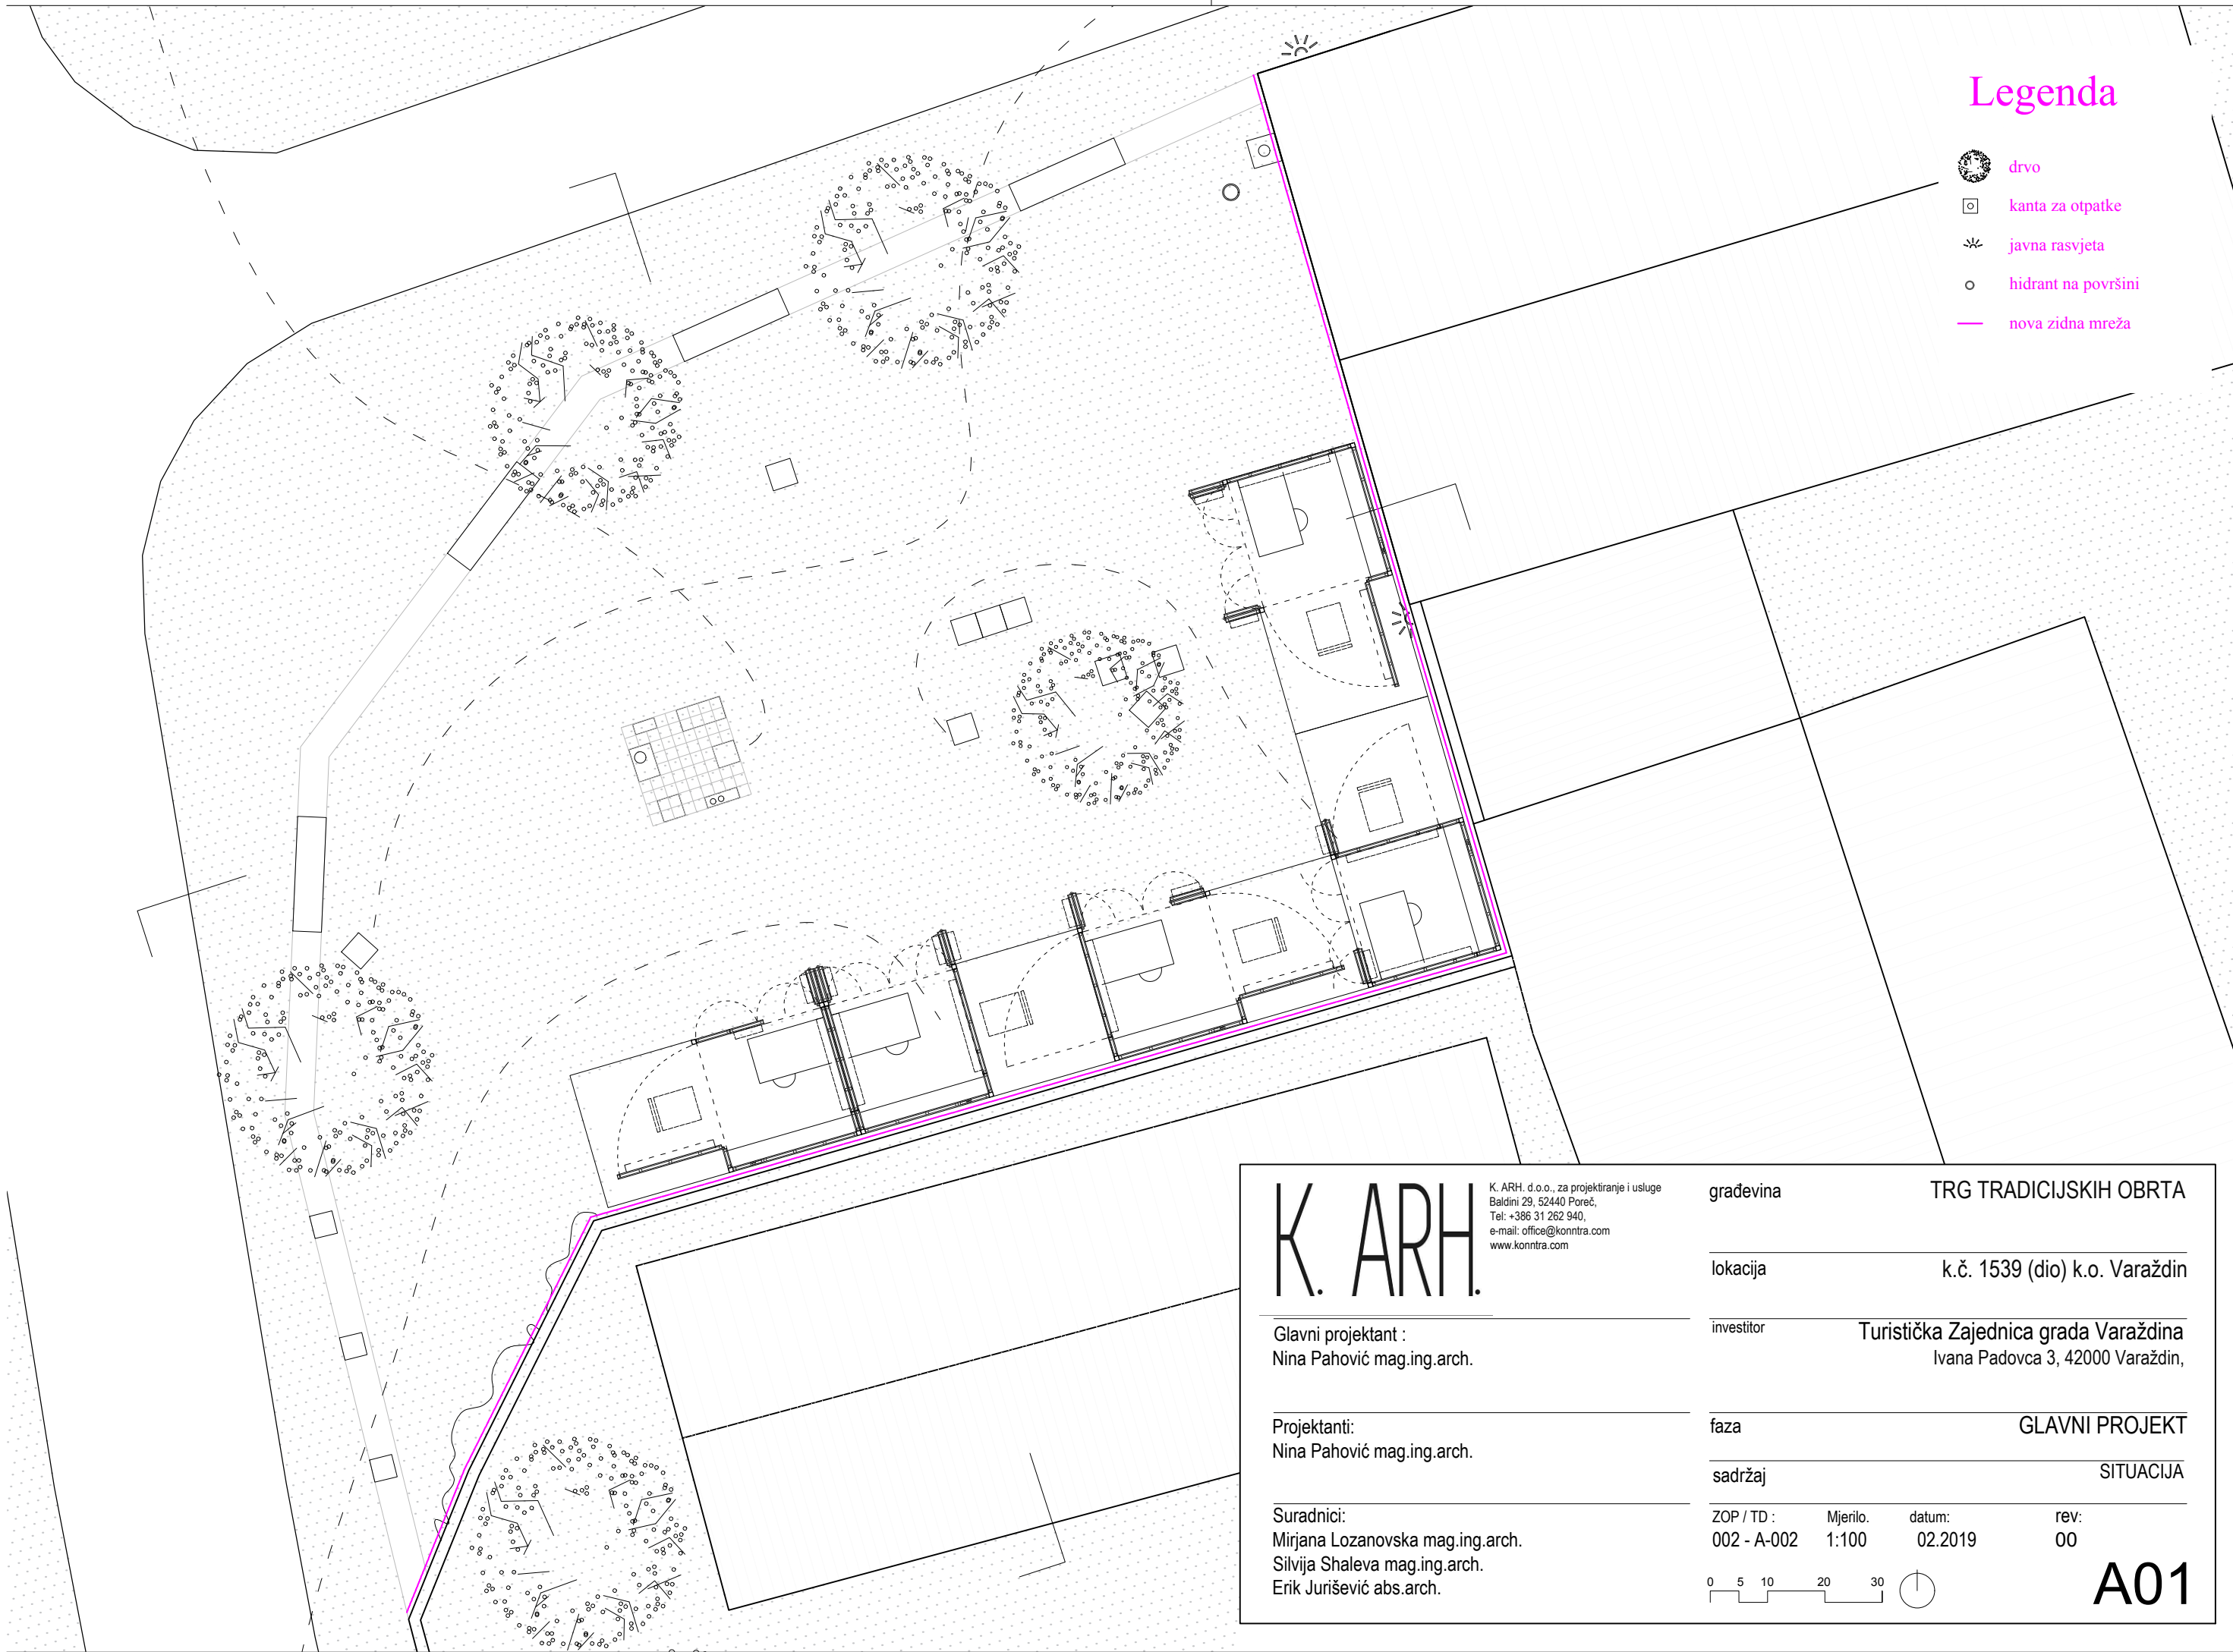 Legenda
drvo
kanta za otpatke
javna rasvjeta
hidrant na površini
nova zidna mreža
K. ARH.
K. ARH. d.o.o., za projektiranje i usluge
Baldini 29, 52440 Poreč,
Tel: +386 31 262 940,
e-mail: office@konntra.com
www.konntra.com
Glavni projektant :
Nina Pahović mag.ing.arch.
Projektanti:
Nina Pahović mag.ing.arch.
Suradnici:
Mirjana Lozanovska mag.ing.arch.
Silvija Shaleva mag.ing.arch.
Erik Jurišević abs.arch.
građevina TRG TRADICIJSKIH OBRTA
lokacija k.č. 1539 (dio) k.o. Varaždin
investitor Turistička Zajednica grada Varaždina
Ivana Padovca 3, 42000 Varaždin,
faza GLAVNI PROJEKT
sadržaj SITUACIJA
ZOP / TD : Mjerilo. datum: rev:
002 - A-002 1:100 02.2019 00
0 5 10 20 30
A01